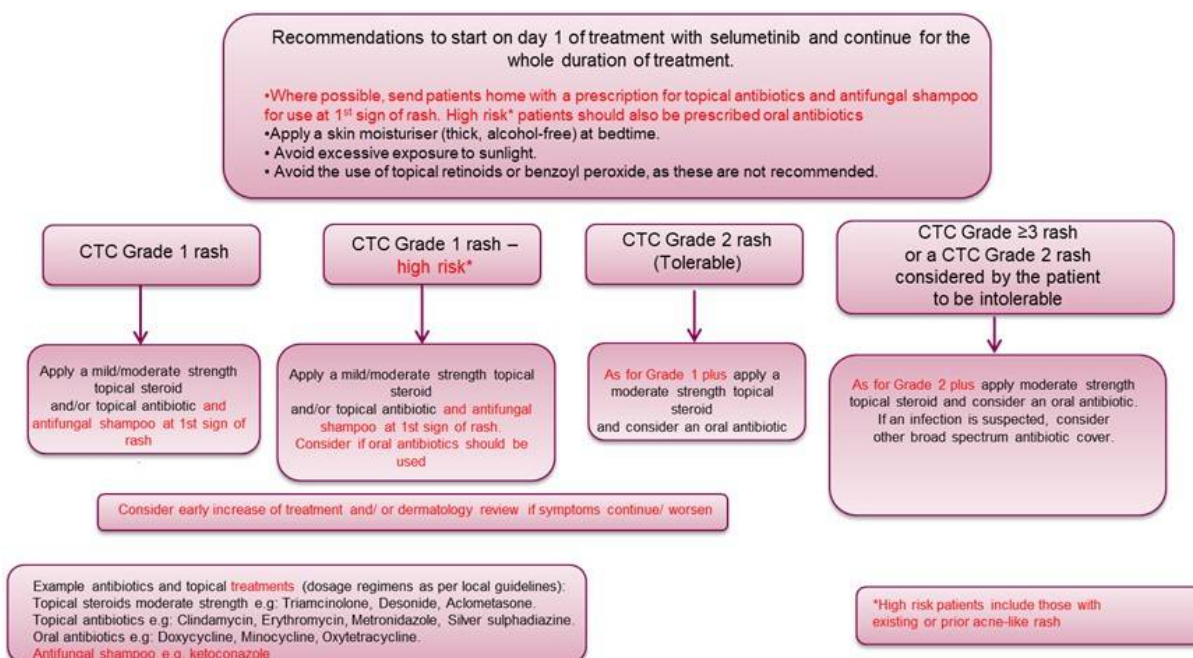 Recommendations to start on day 1 of treatment with selumetinib and continue for the
whole duration of treatment.
•Where possible, send patients home with a prescription for topical antibiotics and antifungal shampoo
for use at 1st sign of rash. High risk* patients should also be prescribed oral antibiotics
•Apply a skin moisturiser (thick, alcohol-free) at bedtime.
• Avoid excessive exposure to sunlight.
• Avoid the use of topical retinoids or benzoyl peroxide, as these are not recommended.
CTC Grade 1 rash
CTC Grade 1 rash –
high risk*
CTC Grade 2 rash
(Tolerable)
CTC Grade ≥3 rash
or a CTC Grade 2 rash
considered by the patient
to be intolerable
Apply a mild/moderate strength
topical steroid
and/or topical antibiotic and
antifungal shampoo at 1st sign of
rash
.
Apply a mild/moderate strength topical
steroid
and/or topical antibiotic and antifungal
shampoo at 1st sign of rash.
Consider if oral antibiotics should be
used
As for Grade 1 plus apply a
moderate strength topical
steroid
and consider an oral antibiotic
As for Grade 2 plus apply moderate strength
topical steroid and consider an oral antibiotic.
If an infection is suspected, consider
other broad spectrum antibiotic cover.
Consider early increase of treatment and/ or dermatology review if symptoms continue/ worsen
Example antibiotics and topical treatments (dosage regimens as per local guidelines):
Topical steroids moderate strength e.g: Triamcinolone, Desonide, Aclometasone.
Topical antibiotics e.g: Clindamycin, Erythromycin, Metronidazole, Silver sulphadiazine.
Oral antibiotics e.g: Doxycycline, Minocycline, Oxytetracycline.
Antifungal shampoo e.g. ketoconazole
*High risk patients include those with
existing or prior acne-like rash